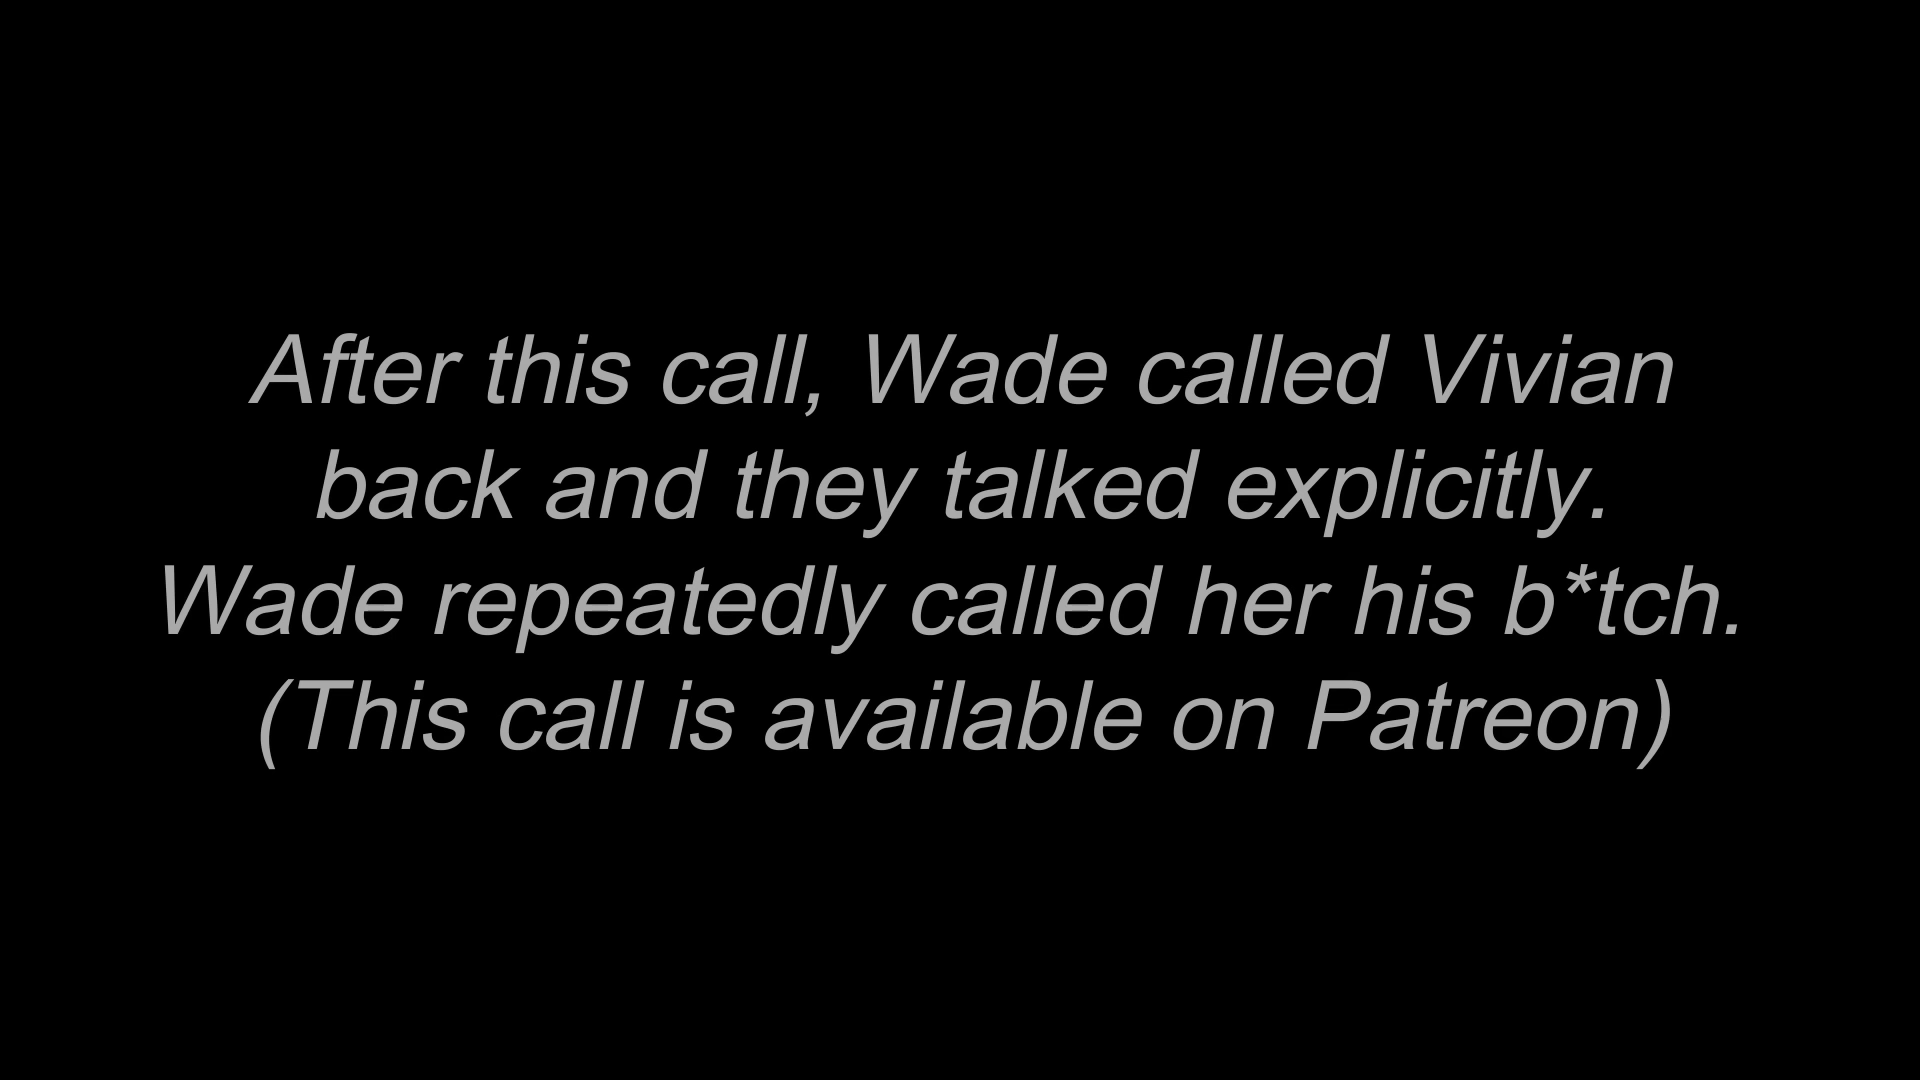 After this call, Wade called Vivian
back and they talked explicitly.
Wade repeatedly called her his b*tch.
(This call is available on Patreon)